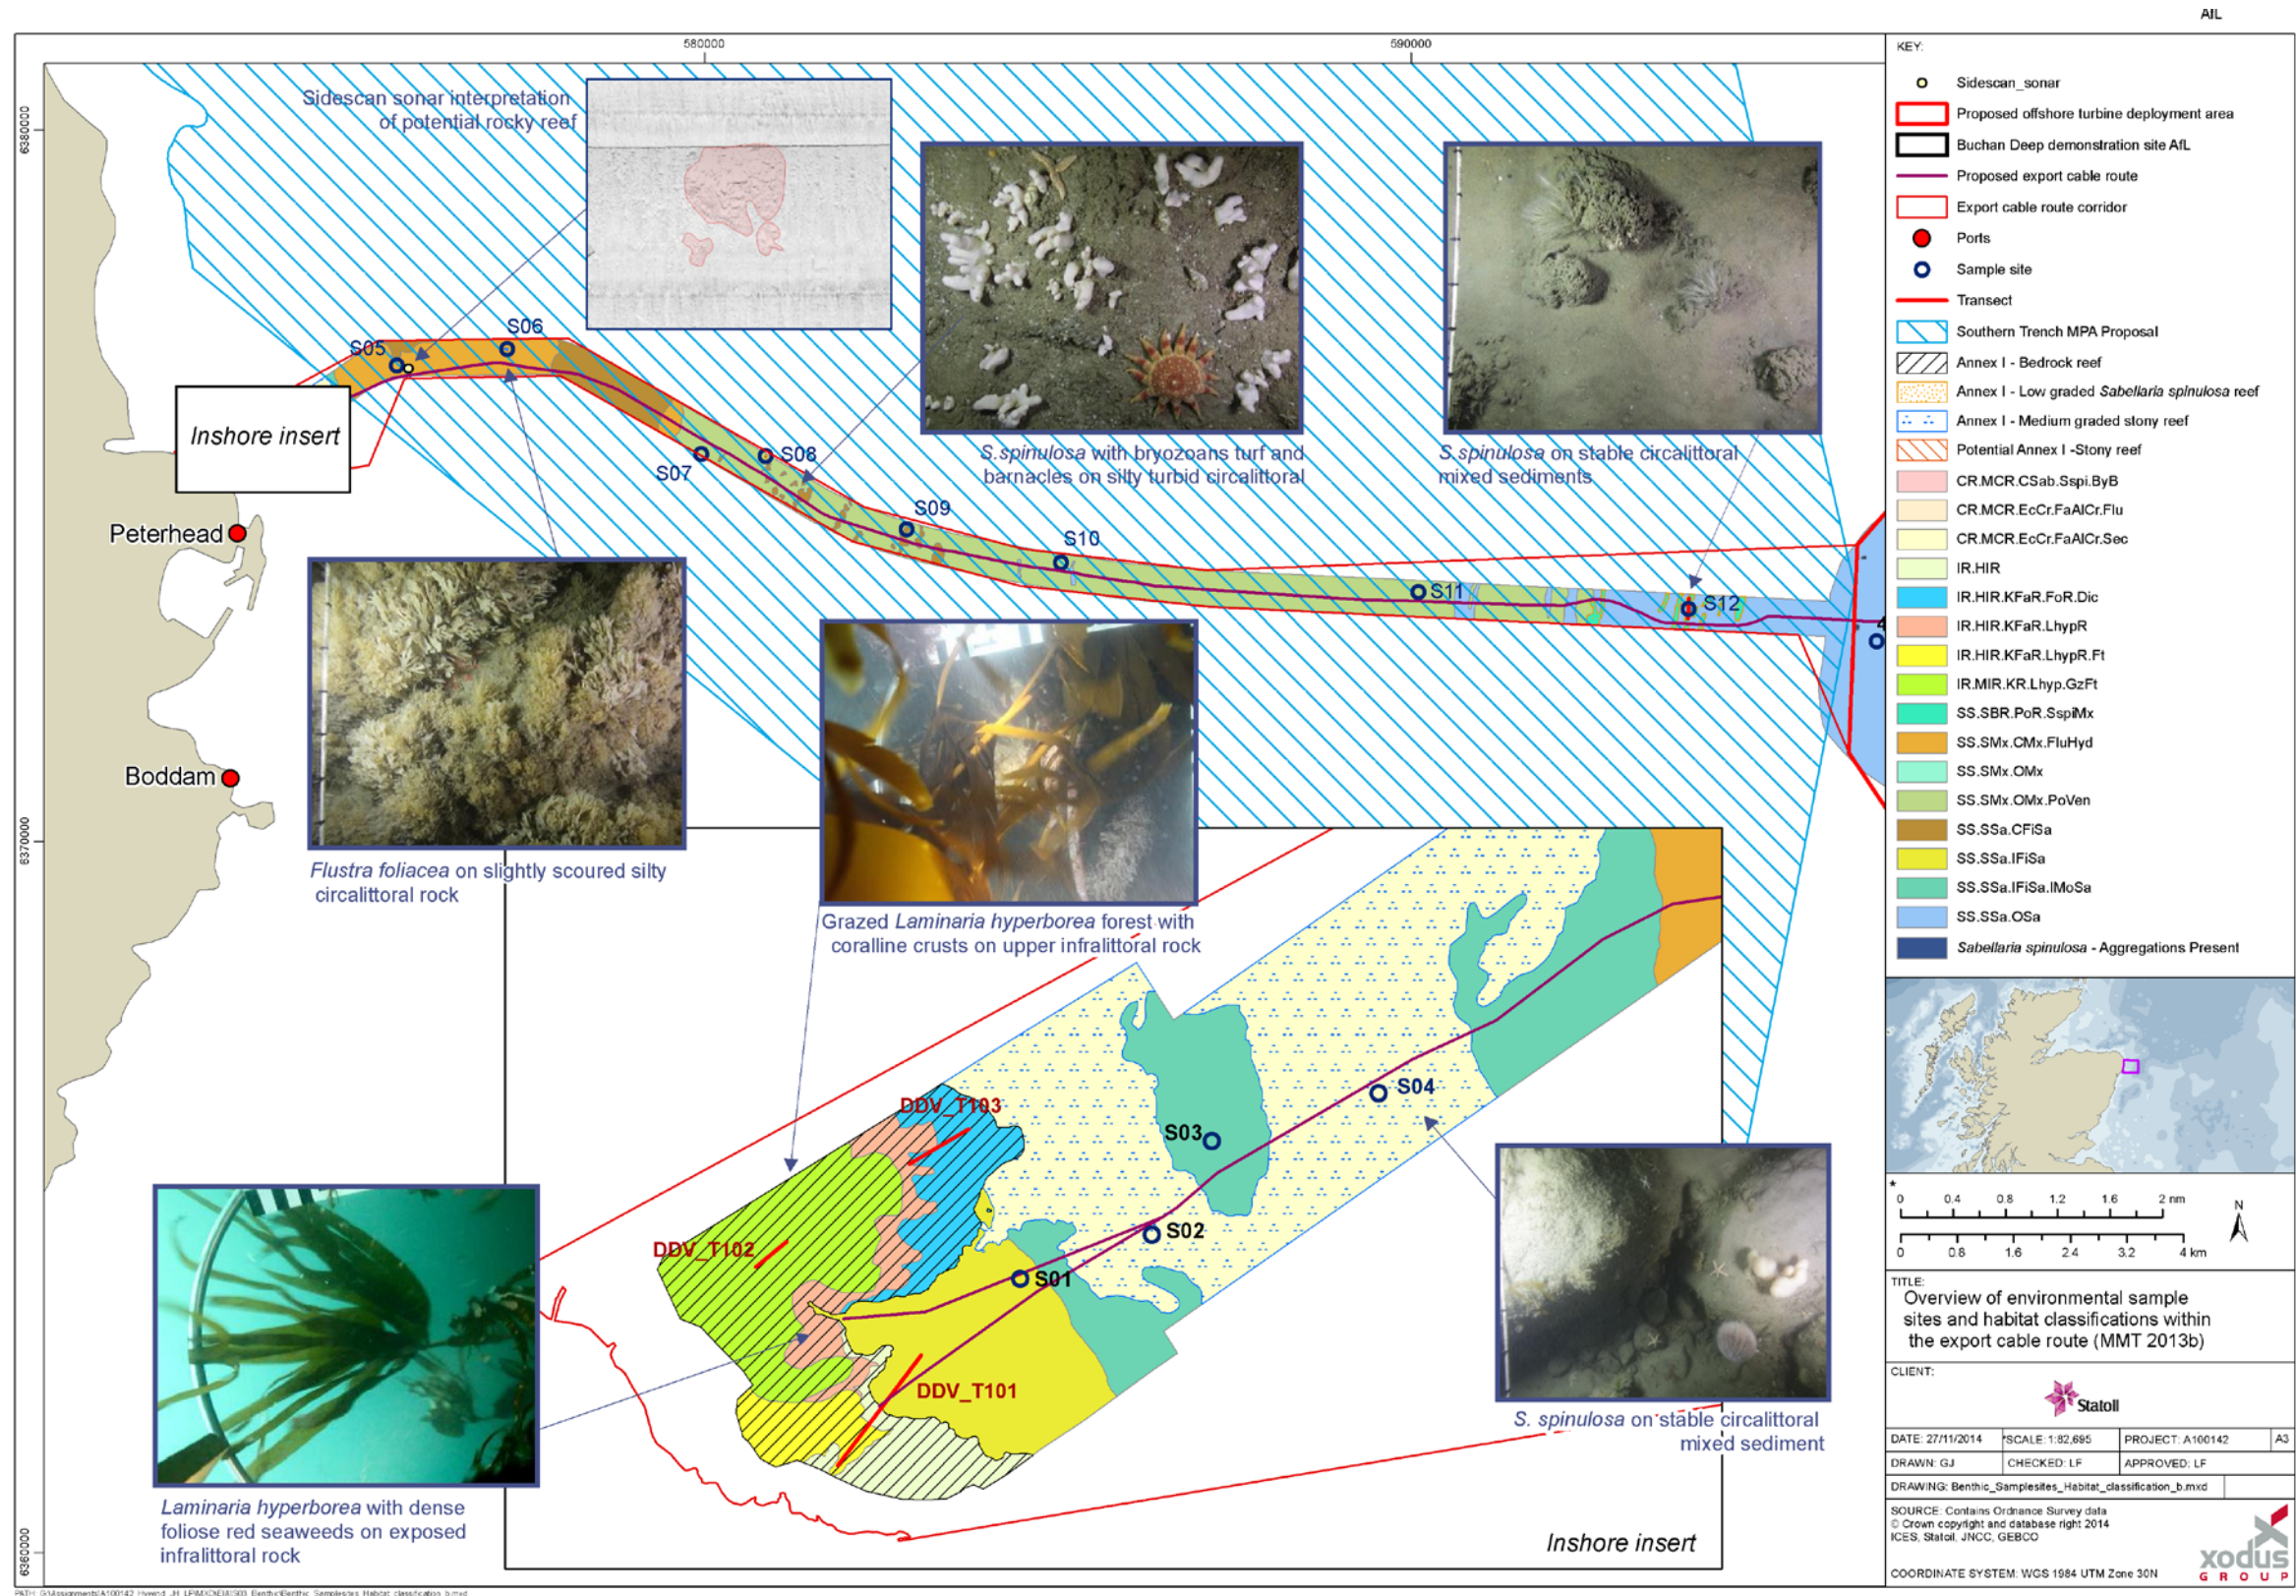 AfL
580000
590000
6380000
6370000
6360000
Sidescan sonar interpretation
of potential rocky reef
S05
S06
S07
S08
S09
S10
S11
S12
4
Inshore insert
Peterhead
Boddam
S.spinulosa with bryozoans turf and
barnacles on silty turbid circalittoral
S.spinulosa on stable circalittoral
mixed sediments
Flustra foliacea on slightly scoured silty
circalittoral rock
Grazed Laminaria hyperborea forest with
coralline crusts on upper infralittoral rock
DDV_T103
DDV_T102
DDV_T101
S01
S02
S03
S04
S. spinulosa on stable circalittoral
mixed sediment
Laminaria hyperborea with dense
foliose red seaweeds on exposed
infralittoral rock
Inshore insert
KEY:
Sidescan_sonar
Proposed offshore turbine deployment area
Buchan Deep demonstration site AfL
Proposed export cable route
Export cable route corridor
Ports
Sample site
Transect
Southern Trench MPA Proposal
Annex I - Bedrock reef
Annex I - Low graded Sabellaria spinulosa reef
Annex I - Medium graded stony reef
Potential Annex I -Stony reef
CR.MCR.CSab.Sspi.ByB
CR.MCR.EcCr.FaAlCr.Flu
CR.MCR.EcCr.FaAlCr.Sec
IR.HIR
IR.HIR.KFaR.FoR.Dic
IR.HIR.KFaR.LhypR
IR.HIR.KFaR.LhypR.Ft
IR.MIR.KR.Lhyp.GzFt
SS.SBR.PoR.SspiMx
SS.SMx.CMx.FluHyd
SS.SMx.OMx
SS.SMx.OMx.PoVen
SS.SSa.CFiSa
SS.SSa.IFiSa
SS.SSa.IFiSa.IMoSa
SS.SSa.OSa
Sabellaria spinulosa - Aggregations Present
*
0 0.4 0.8 1.2 1.6 2 nm
0 0.8 1.6 2.4 3.2 4 km
N
TITLE:
Overview of environmental sample
sites and habitat classifications within
the export cable route (MMT 2013b)
CLIENT:
Statoil
DATE: 27/11/2014 *SCALE: 1:82,695 PROJECT: A100142 A3
DRAWN: GJ CHECKED: LF APPROVED: LF
DRAWING: Benthic_Samplesites_Habitat_classification_b.mxd
SOURCE: Contains Ordnance Survey data
© Crown copyright and database right 2014
ICES, Statoil, JNCC, GEBCO
COORDINATE SYSTEM: WGS 1984 UTM Zone 30N
xodus
GROUP